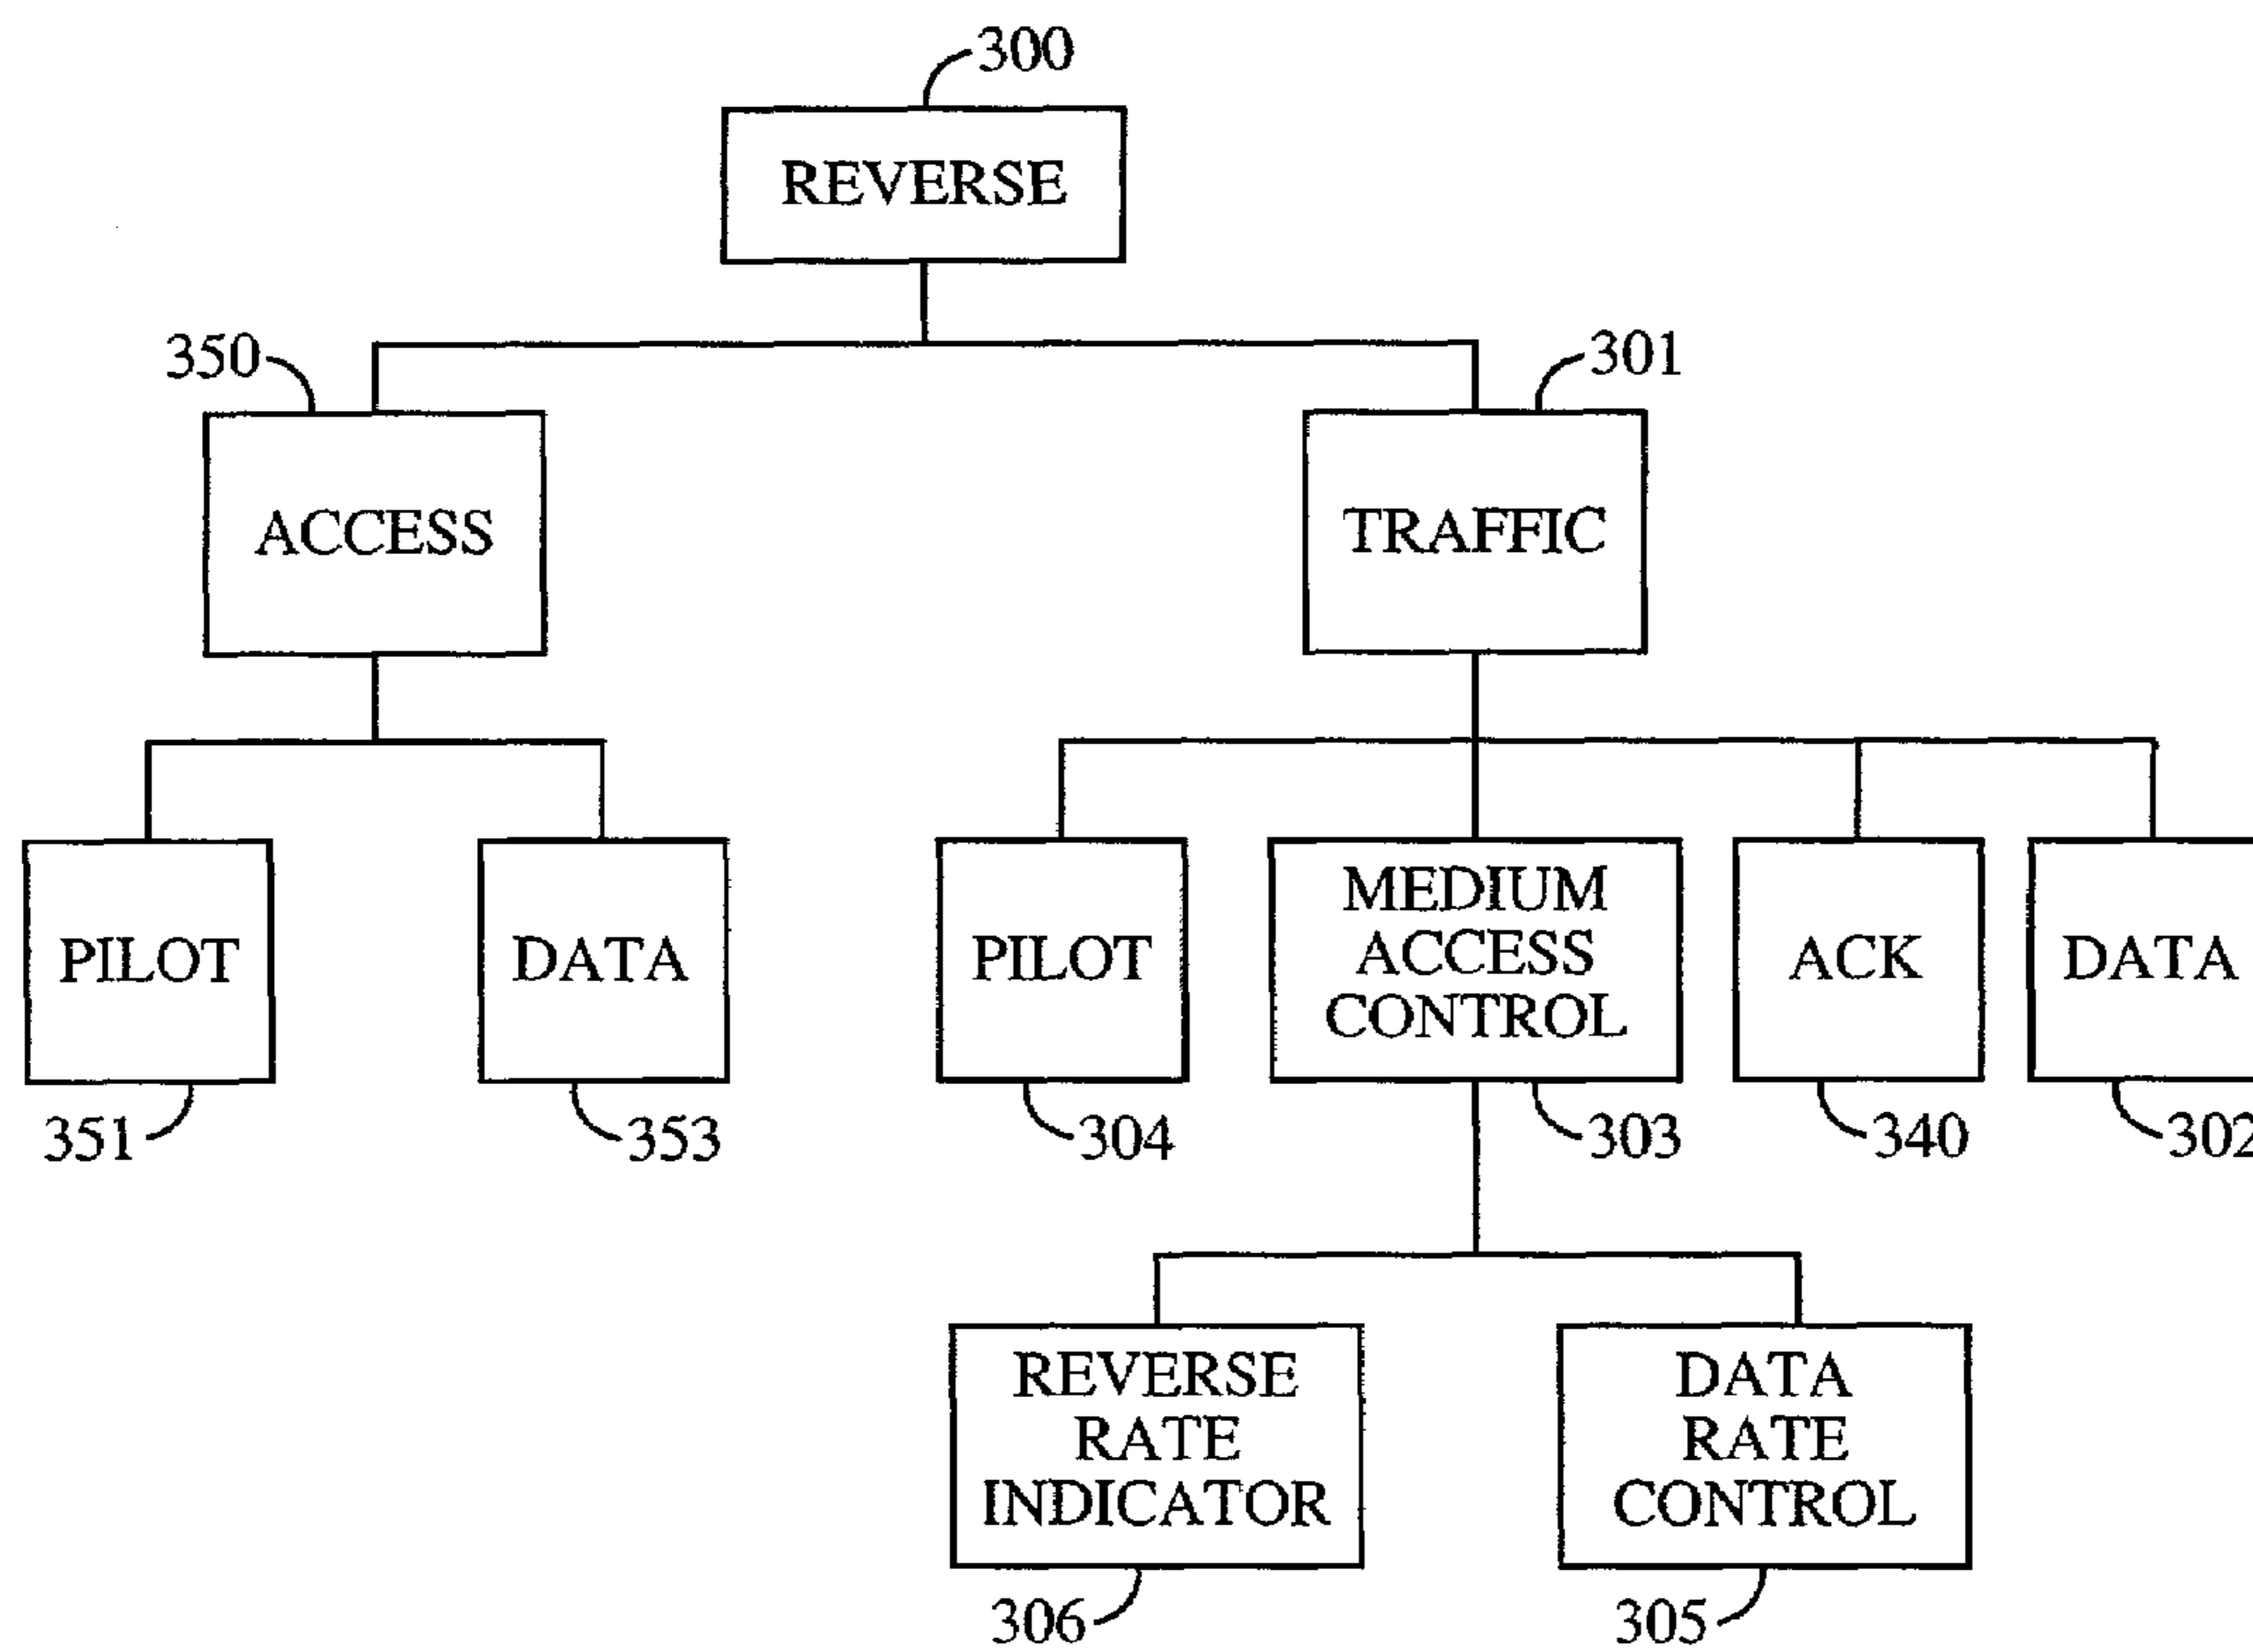 300
REVERSE
350
301
ACCESS
TRAFFIC
PILOT
DATA
PILOT
MEDIUM
ACCESS
CONTROL
ACK
DATA
351
353
304
303
340
302
REVERSE
RATE
INDICATOR
DATA
RATE
CONTROL
306
305